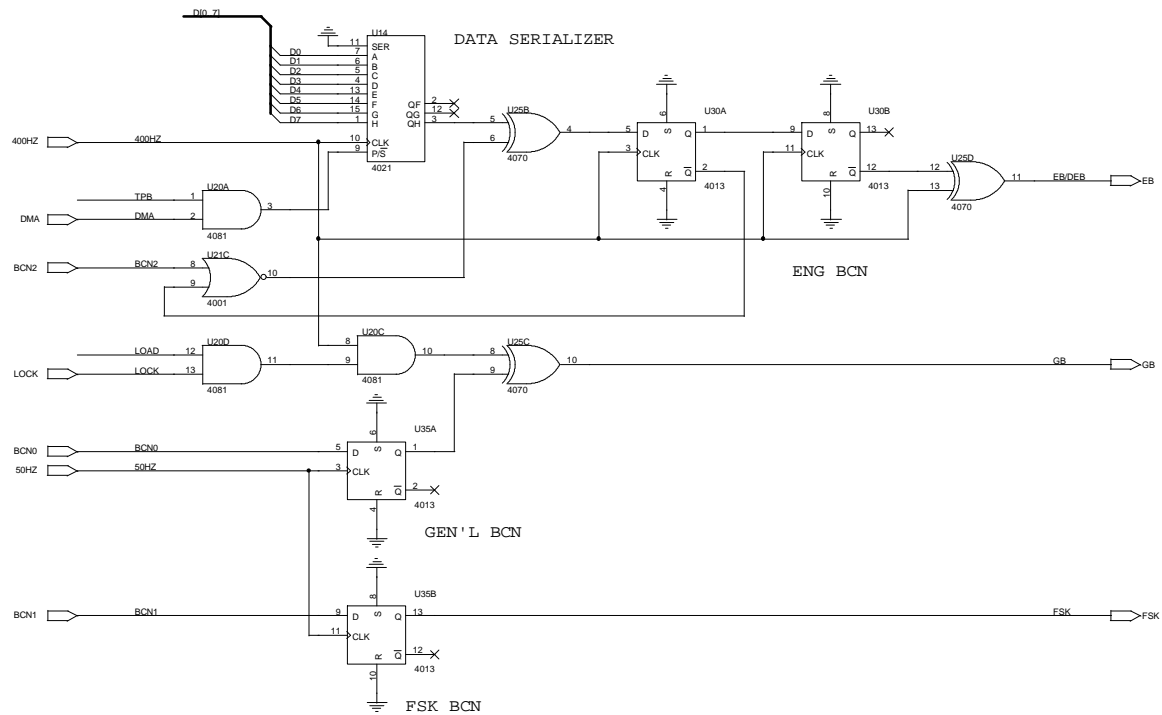 D[0..7]
U14
DATA SERIALIZER
11 SER
D0 7 A
D1 6 B
D2 5 C
D3 4 D
D4 13 E
D5 14 F QF 2
D6 15 G QG 12
D7 1 H QH 3
400HZ 400HZ 10 CLK
9 P/S
4021
U25B
5
6
4
4070
U30A
6
S
5 D Q 1
3 CLK
Q 2
R
4
4013
U30B
8
S
9 D Q 13
11 CLK
Q 12
R
10
4013
U25D
12
13
11
4070
EB/DEB
EB
ENG BCN
U20A
TPB 1
DMA DMA 2
3
4081
U21C
BCN2 BCN2 8
9
10
4001
U20D
LOAD 12
LOCK LOCK 13
11
4081
U20C
8
9
10
4081
U25C
8
9
10
4070
GB
GB
U35A
6
S
BCN0 BCN0 5 D Q 1
50HZ 50HZ 3 CLK
Q 2
R
4
4013
GEN'L BCN
U35B
8
S
BCN1 BCN1 9 D Q 13
FSK
FSK
11 CLK
Q 12
R
10
4013
FSK BCN